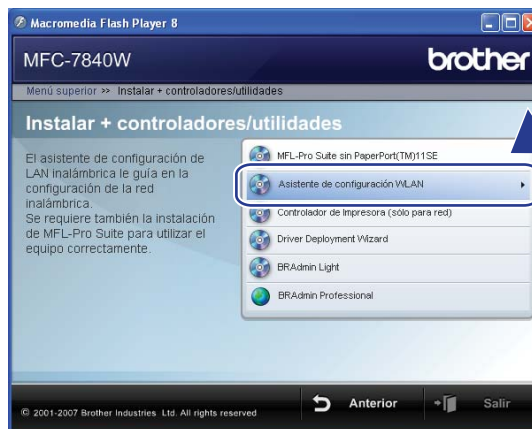 Macromedia Flash Player 8
MFC-7840W
brother
Menú superior >> Instalar + controladores/utilidades
Instalar + controladores/utilidades
El asistente de configuración de
LAN inalámbrica le guía en la
configuración de la red
inalámbrica.
Se requiere también la instalación
de MFL-Pro Suite para utilizar el
equipo correctamente.
MFL-Pro Suite sin PaperPort(TM)11SE
Asistente de configuración WLAN
Controlador de Impresora (sólo para red)
Driver Deployment Wizard
BRAdmin Light
BRAdmin Professional
© 2001-2007 Brother Industries Ltd. All rights reserved
Anterior
Salir